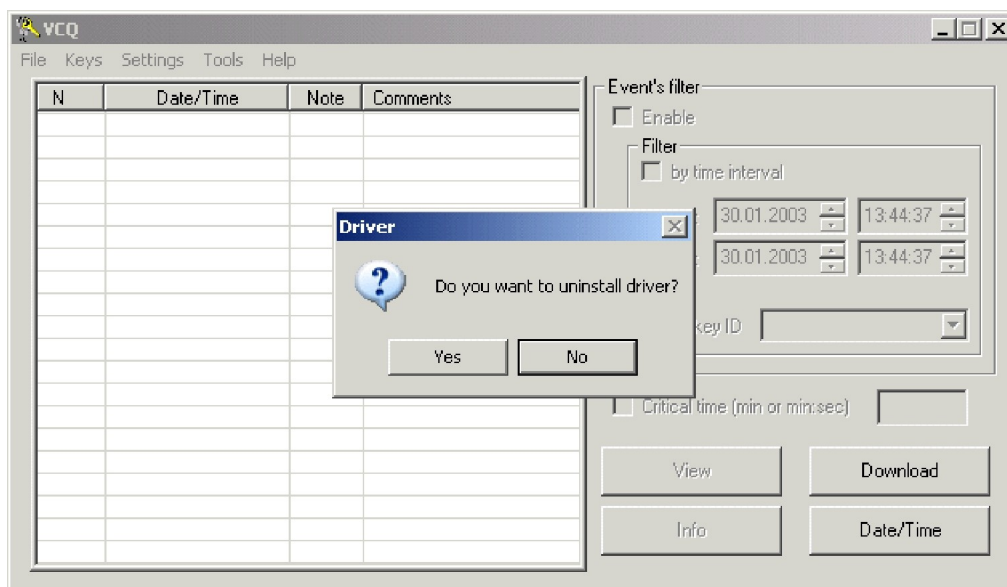 VCQ
File Keys Settings Tools Help
N Date/Time Note Comments
Event's filter
Enable
Filter
by time interval
30.01.2003 13:44:37
30.01.2003 13:44:37
key ID
Driver
Do you want to uninstall driver?
Yes No
Critical time (min or min:sec)
View Download
Info Date/Time